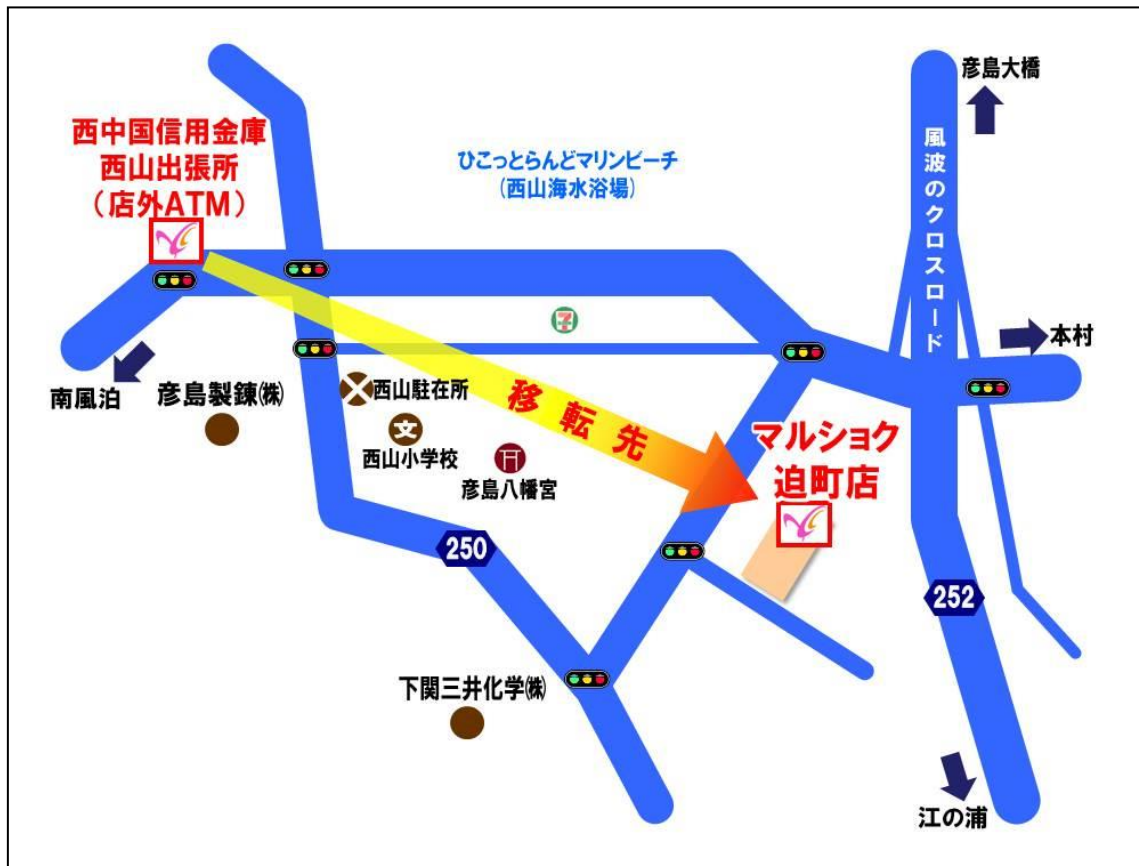 彦島大橋
西中国信用金庫
西山出張所
(店外ATM)
ひこっとらんどマリンビーチ
(西山海水浴場)
風波のクロスロード
本村
南風泊
彦島製錬㈱
西山駐在所
文
西山小学校
彦島八幡宮
7
移転先
マルショク
迫町店
250
252
下関三井化学㈱
江の浦